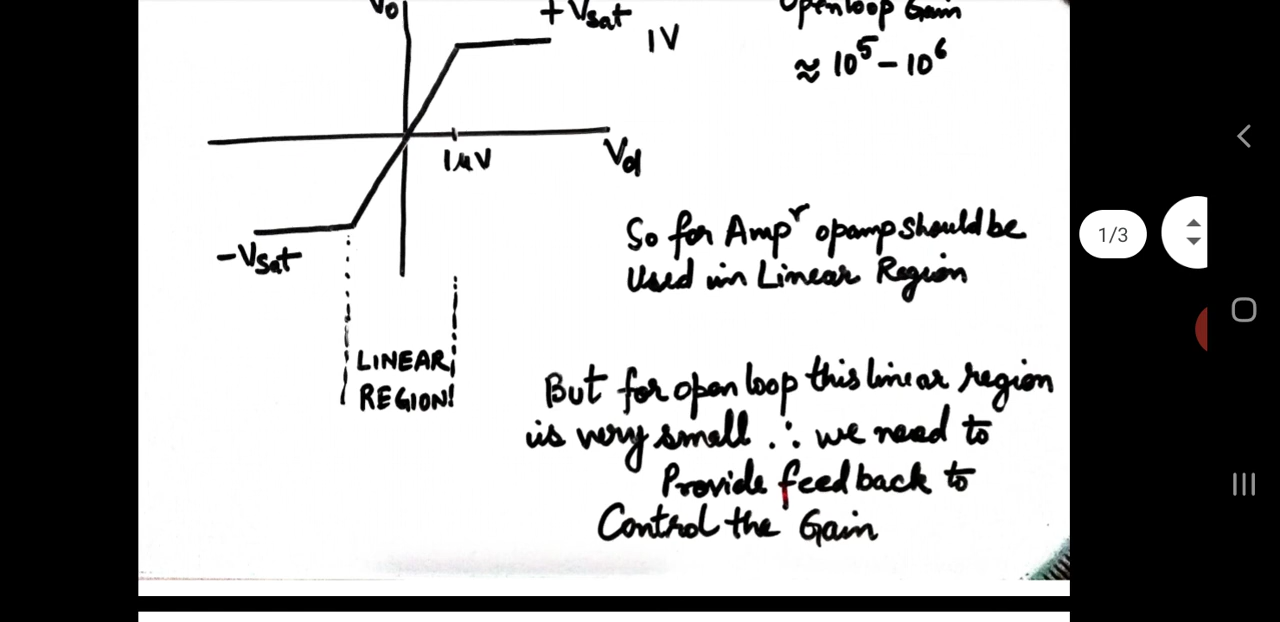 Vo
+Vsat
1V
Openloop Gain
≈ 10⁵ – 10⁶
1μV
Vd
-Vsat
So for Ampʳ opamp should be
Used in Linear Region
1/3
LINEAR
REGION!
But for open loop this linear region
is very small ∴ we need to
Provide feedback to
Control the Gain